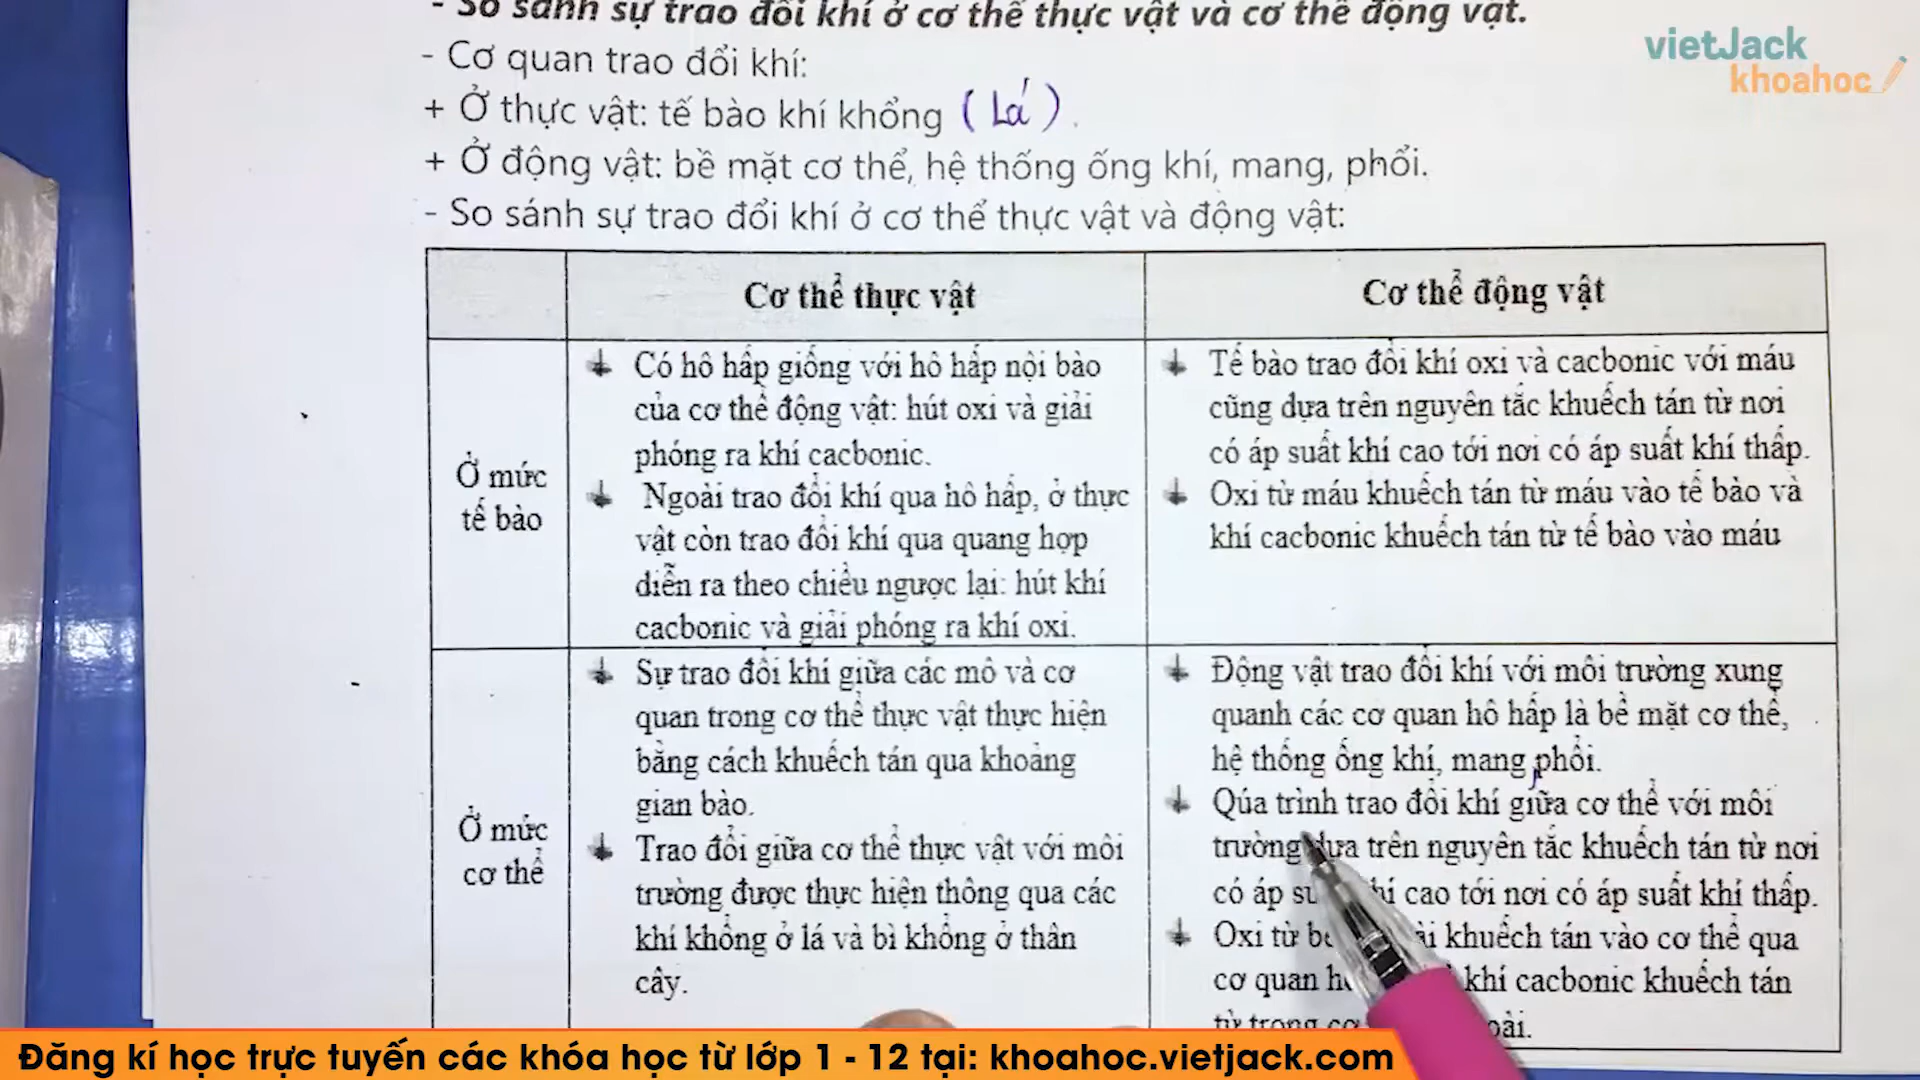 - So sánh sự trao đổi khí ở cơ thể thực vật và cơ thể động vật.
vietJack
khoahoc
- Cơ quan trao đổi khí:
+ Ở thực vật: tế bào khí khổng (Lá).
+ Ở động vật: bề mặt cơ thể, hệ thống ống khí, mang, phổi.
- So sánh sự trao đổi khí ở cơ thể thực vật và động vật:
Cơ thể thực vật
Cơ thể động vật
Ở mức
tế bào
Có hô hấp giống với hô hấp nội bào
của cơ thể động vật: hút oxi và giải
phóng ra khí cacbonic.
Ngoài trao đổi khí qua hô hấp, ở thực
vật còn trao đổi khí qua quang hợp
diễn ra theo chiều ngược lại: hút khí
cacbonic và giải phóng ra khí oxi.
Tế bào trao đổi khí oxi và cacbonic với máu
cũng dựa trên nguyên tắc khuếch tán từ nơi
có áp suất khí cao tới nơi có áp suất khí thấp.
Oxi từ máu khuếch tán từ máu vào tế bào và
khí cacbonic khuếch tán từ tế bào vào máu
Ở mức
cơ thể
Sự trao đổi khí giữa các mô và cơ
quan trong cơ thể thực vật thực hiện
bằng cách khuếch tán qua khoảng
gian bào.
Trao đổi giữa cơ thể thực vật với môi
trường được thực hiện thông qua các
khí khổng ở lá và bì khổng ở thân
cây.
Động vật trao đổi khí với môi trường xung
quanh các cơ quan hô hấp là bề mặt cơ thể,
hệ thống ống khí, mang, phổi.
Qúa trình trao đổi khí giữa cơ thể với môi
trường dựa trên nguyên tắc khuếch tán từ nơi
có áp khí cao tới nơi có áp suất khí thấp.
Oxi từ khuếch tán vào cơ thể qua
cơ quan khí cacbonic khuếch tán
từ trong
Đăng kí học trực tuyến các khóa học từ lớp 1 - 12 tại: khoahoc.vietjack.com